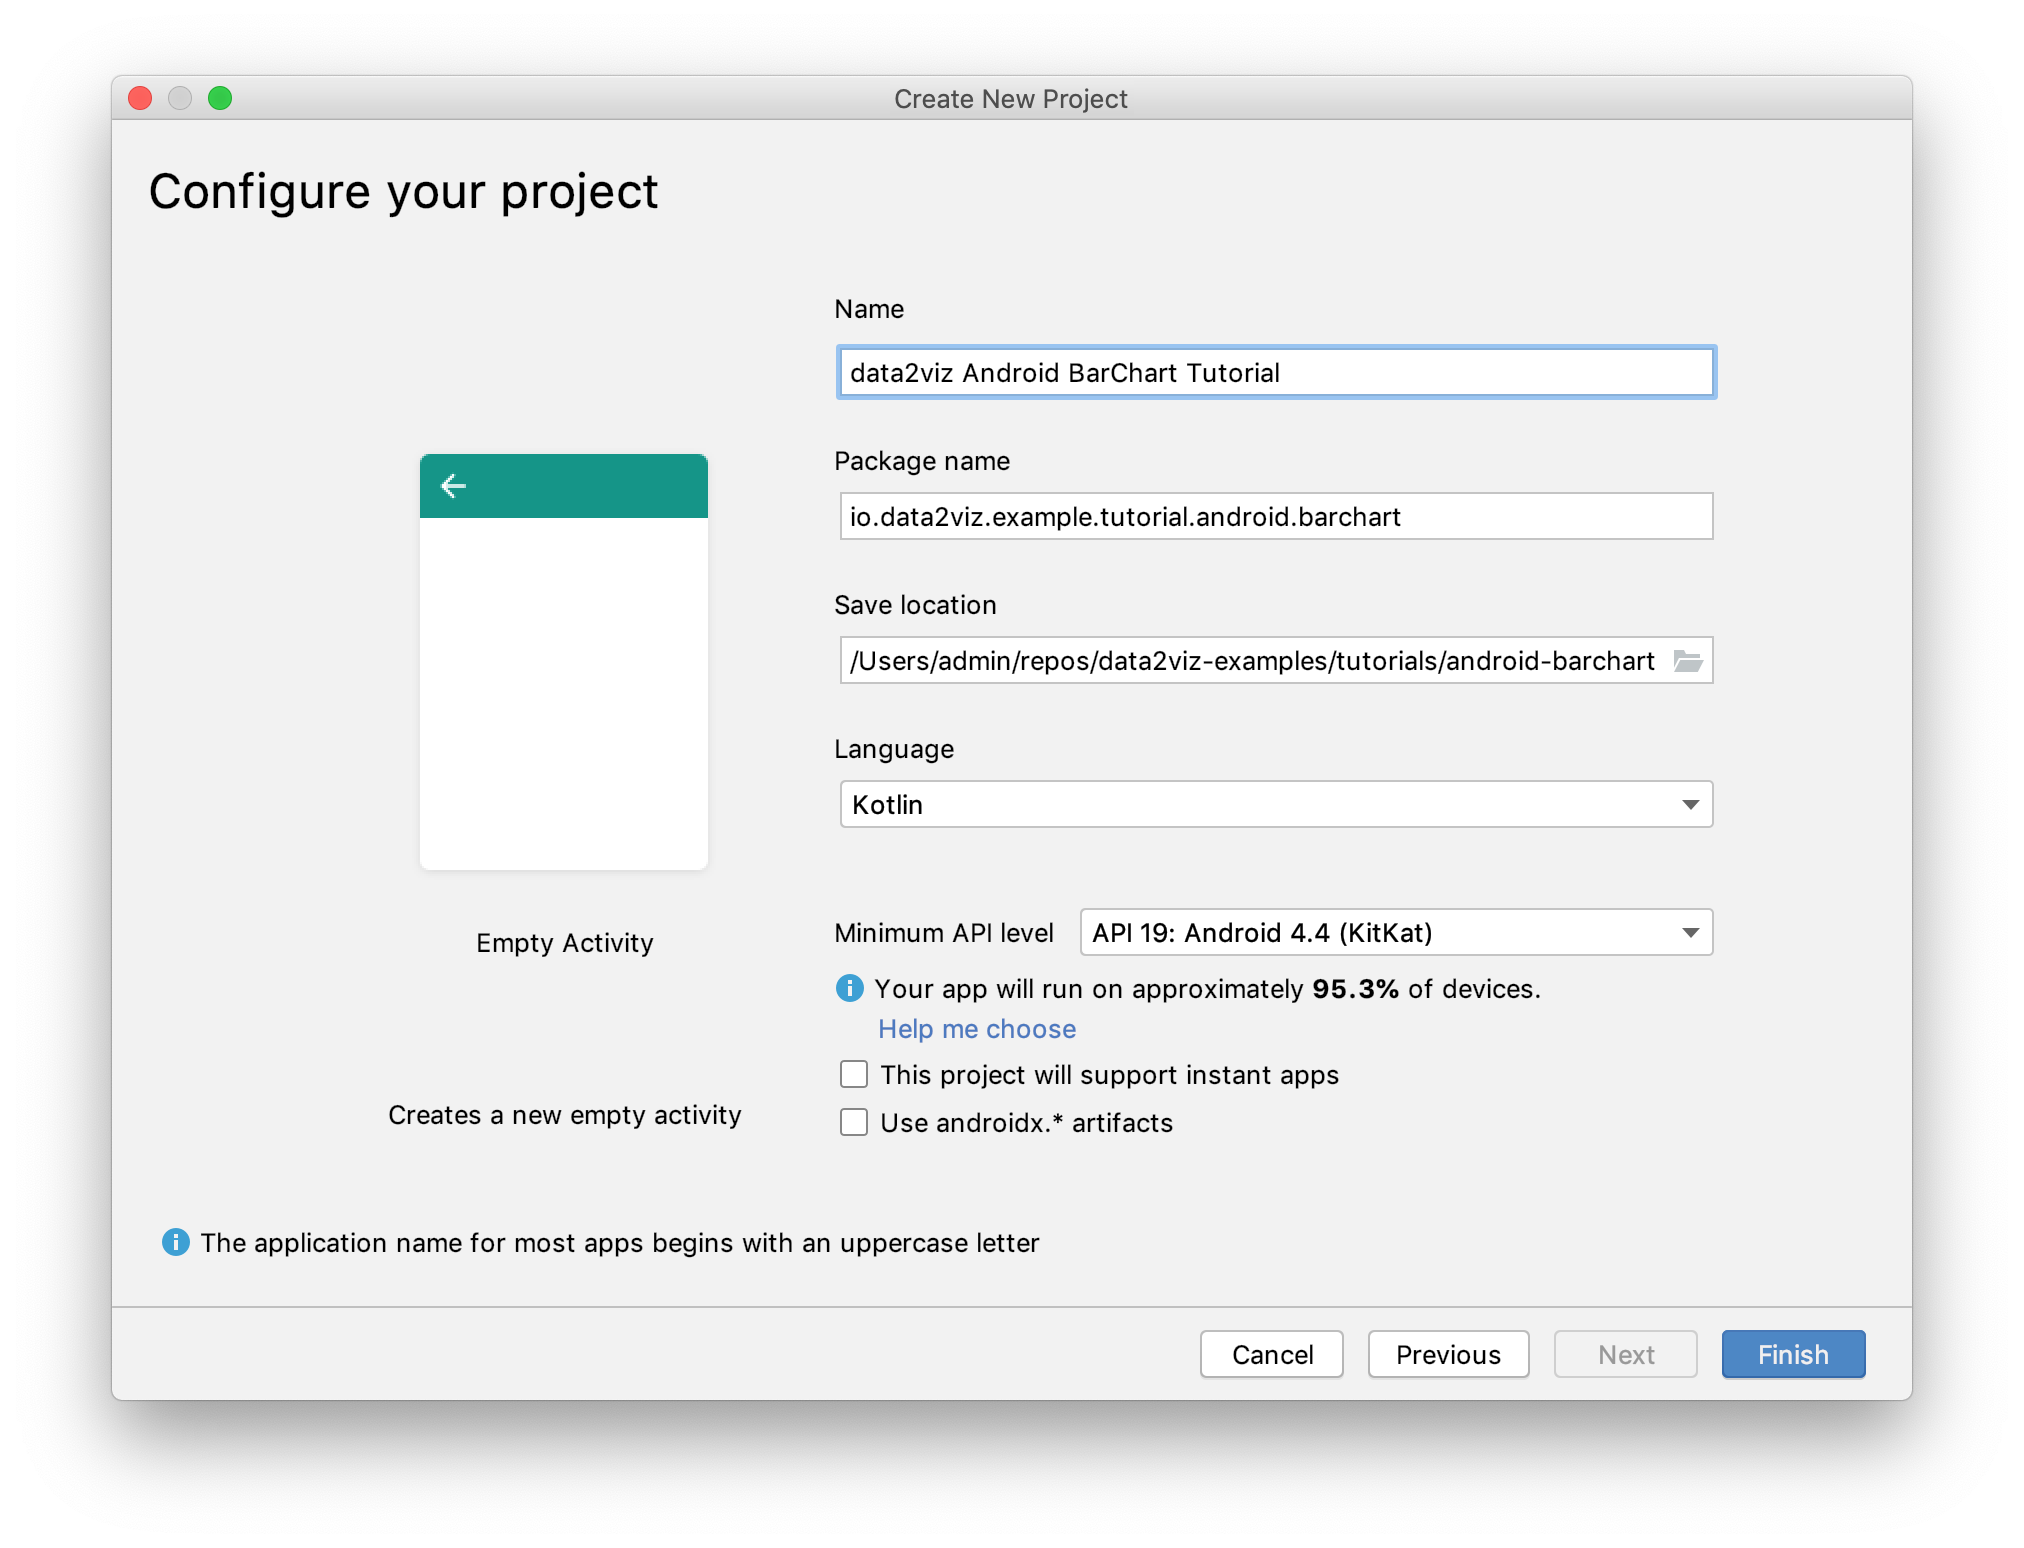 Create New Project
Configure your project
Name
data2viz Android BarChart Tutorial
Package name
io.data2viz.example.tutorial.android.barchart
Save location
/Users/admin/repos/data2viz-examples/tutorials/android-barchart
Language
Kotlin
Empty Activity
Minimum API level API 19: Android 4.4 (KitKat)
Your app will run on approximately 95.3% of devices.
Help me choose
This project will support instant apps
Creates a new empty activity
Use androidx.* artifacts
The application name for most apps begins with an uppercase letter
Cancel Previous Next Finish